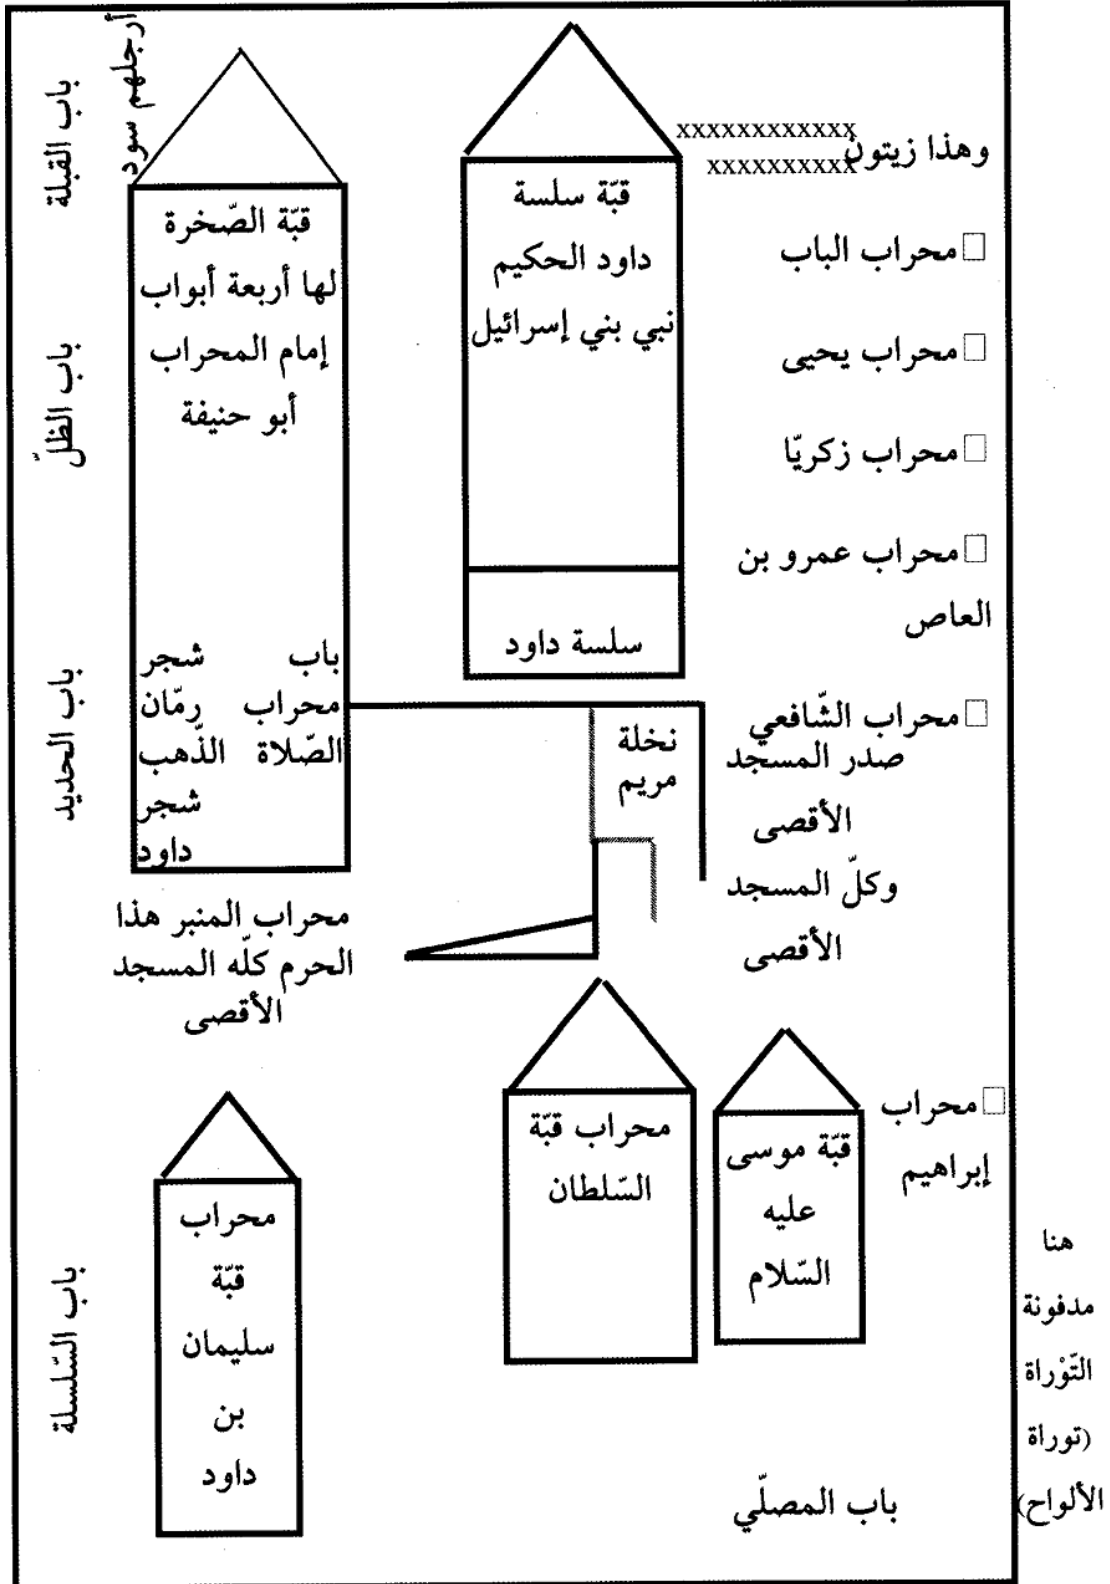 أرجلهم سود
باب القبلة
باب الظلّ
باب الحديد
باب السّلسلة
وهذا زيتون
xxxxxxxxxxxx
xxxxxxxxxx
قبّة سلسة
داود الحكيم
نبي بني إسرائيل
سلسة داود
قبّة الصّخرة
لها أربعة أبواب
إمام المحراب
أبو حنيفة
باب شجر
محراب رمّان
الصّلاة الذّهب
شجر
داود
محراب الباب
محراب يحيى
محراب زكريّا
محراب عمرو بن
العاص
محراب الشّافعي
صدر المسجد
الأقصى
وكلّ المسجد
الأقصى
نخلة
مريم
محراب المنبر هذا
الحرم كلّه المسجد
الأقصى
محراب
إبراهيم
قبّة موسى
عليه
السّلام
محراب قبّة
السّلطان
محراب
قبّة
سليمان
بن
داود
هنا
مدفونة
التّوْراة
(توراة
الألواح)
باب المصلّي